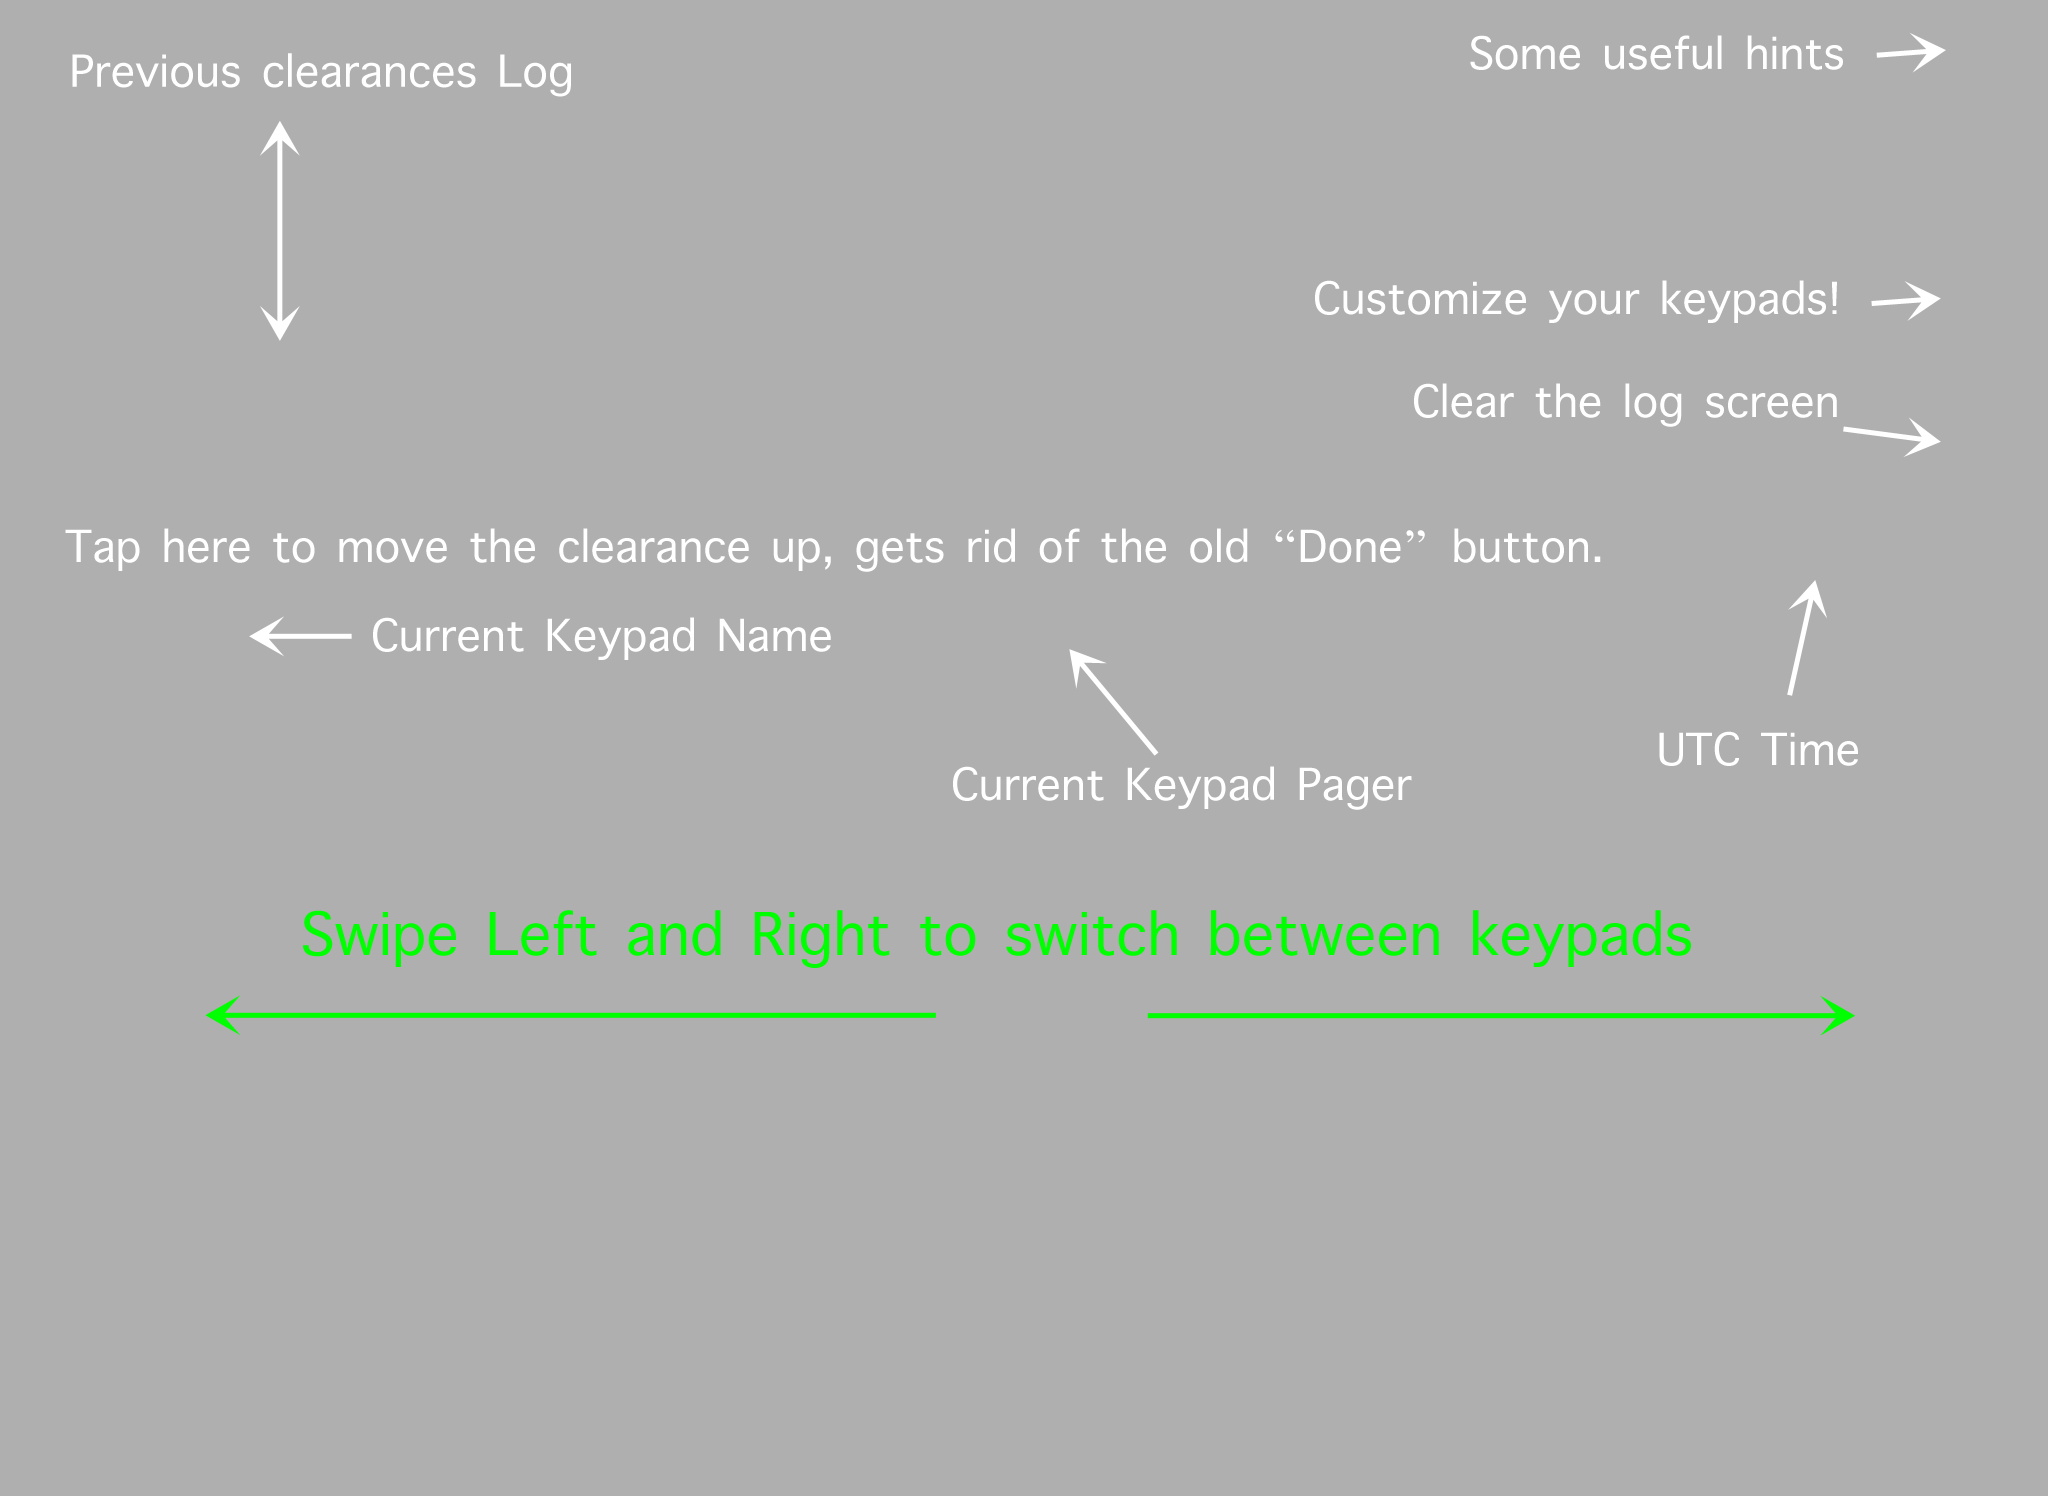 Previous clearances Log
Some useful hints
Customize your keypads!
Clear the log screen
Tap here to move the clearance up, gets rid of the old “Done” button.
Current Keypad Name
UTC Time
Current Keypad Pager
Swipe Left and Right to switch between keypads